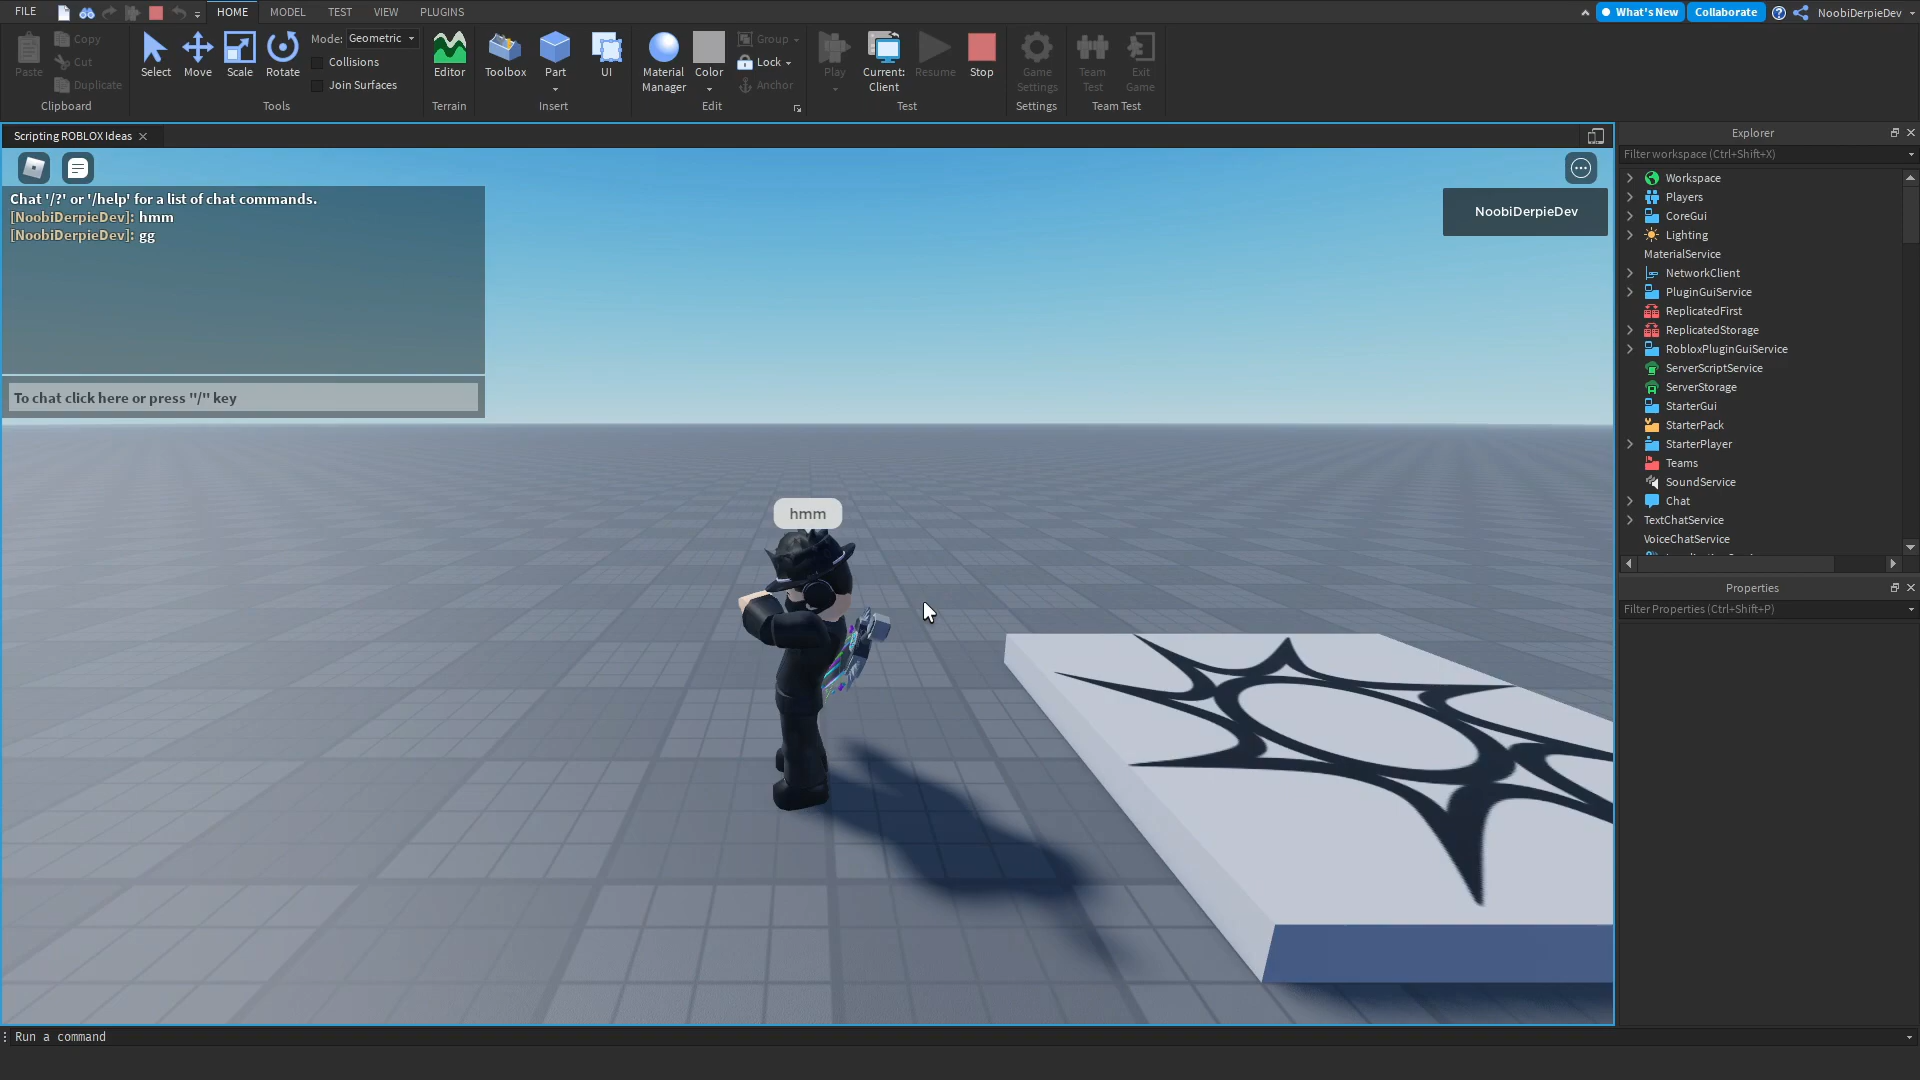 FILE HOME MODEL TEST VIEW PLUGINS What's New Collaborate NoobiDerpieDev
Paste Copy Cut Duplicate Clipboard
Select Move Scale Rotate Mode: Geometric Collisions Join Surfaces Tools
Editor Terrain
Toolbox Part UI Insert
Material Manager Color Group Lock Anchor Edit
Play Current: Client Resume Stop Test
Game Settings Settings
Team Test Exit Game Team Test
Scripting ROBLOX Ideas
Chat '/?' or '/help' for a list of chat commands.
[NoobiDerpieDev]: hmm
[NoobiDerpieDev]: gg
To chat click here or press "/" key
NoobiDerpieDev
hmm
Explorer
Filter workspace (Ctrl+Shift+X)
Workspace
Players
CoreGui
Lighting
MaterialService
NetworkClient
PluginGuiService
ReplicatedFirst
ReplicatedStorage
RobloxPluginGuiService
ServerScriptService
ServerStorage
StarterGui
StarterPack
StarterPlayer
Teams
SoundService
Chat
TextChatService
VoiceChatService
Properties
Filter Properties (Ctrl+Shift+P)
Run a command